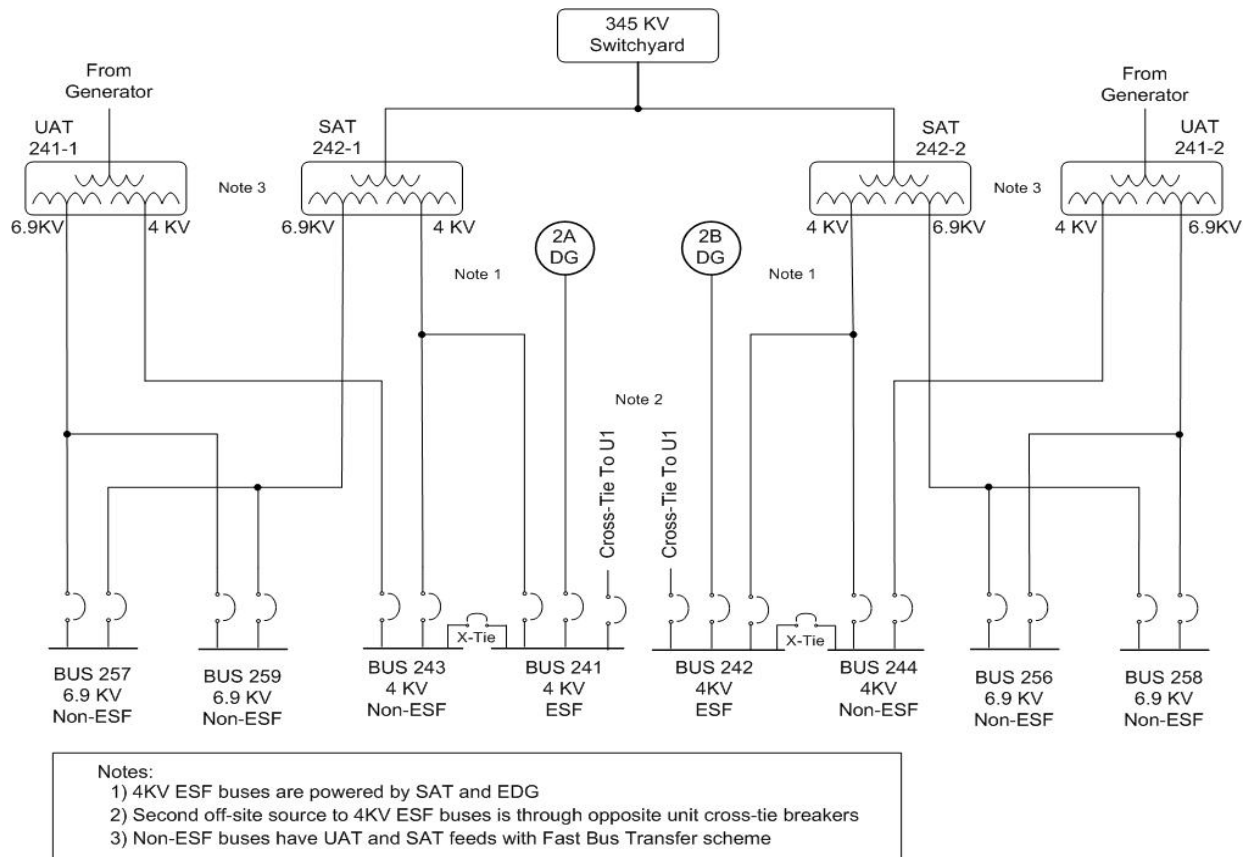 345 KV
Switchyard
From
Generator
From
Generator
UAT
241-1
SAT
242-1
SAT
242-2
UAT
241-2
Note 3
Note 3
6.9KV
4 KV
6.9KV
4 KV
4 KV
6.9KV
4 KV
6.9KV
2A
DG
2B
DG
Note 1
Note 1
Note 2
Cross-Tie To U1
Cross-Tie To U1
X-Tie
X-Tie
BUS 257
6.9 KV
Non-ESF
BUS 259
6.9 KV
Non-ESF
BUS 243
4 KV
Non-ESF
BUS 241
4 KV
ESF
BUS 242
4KV
ESF
BUS 244
4KV
Non-ESF
BUS 256
6.9 KV
Non-ESF
BUS 258
6.9 KV
Non-ESF
Notes:
1) 4KV ESF buses are powered by SAT and EDG
2) Second off-site source to 4KV ESF buses is through opposite unit cross-tie breakers
3) Non-ESF buses have UAT and SAT feeds with Fast Bus Transfer scheme